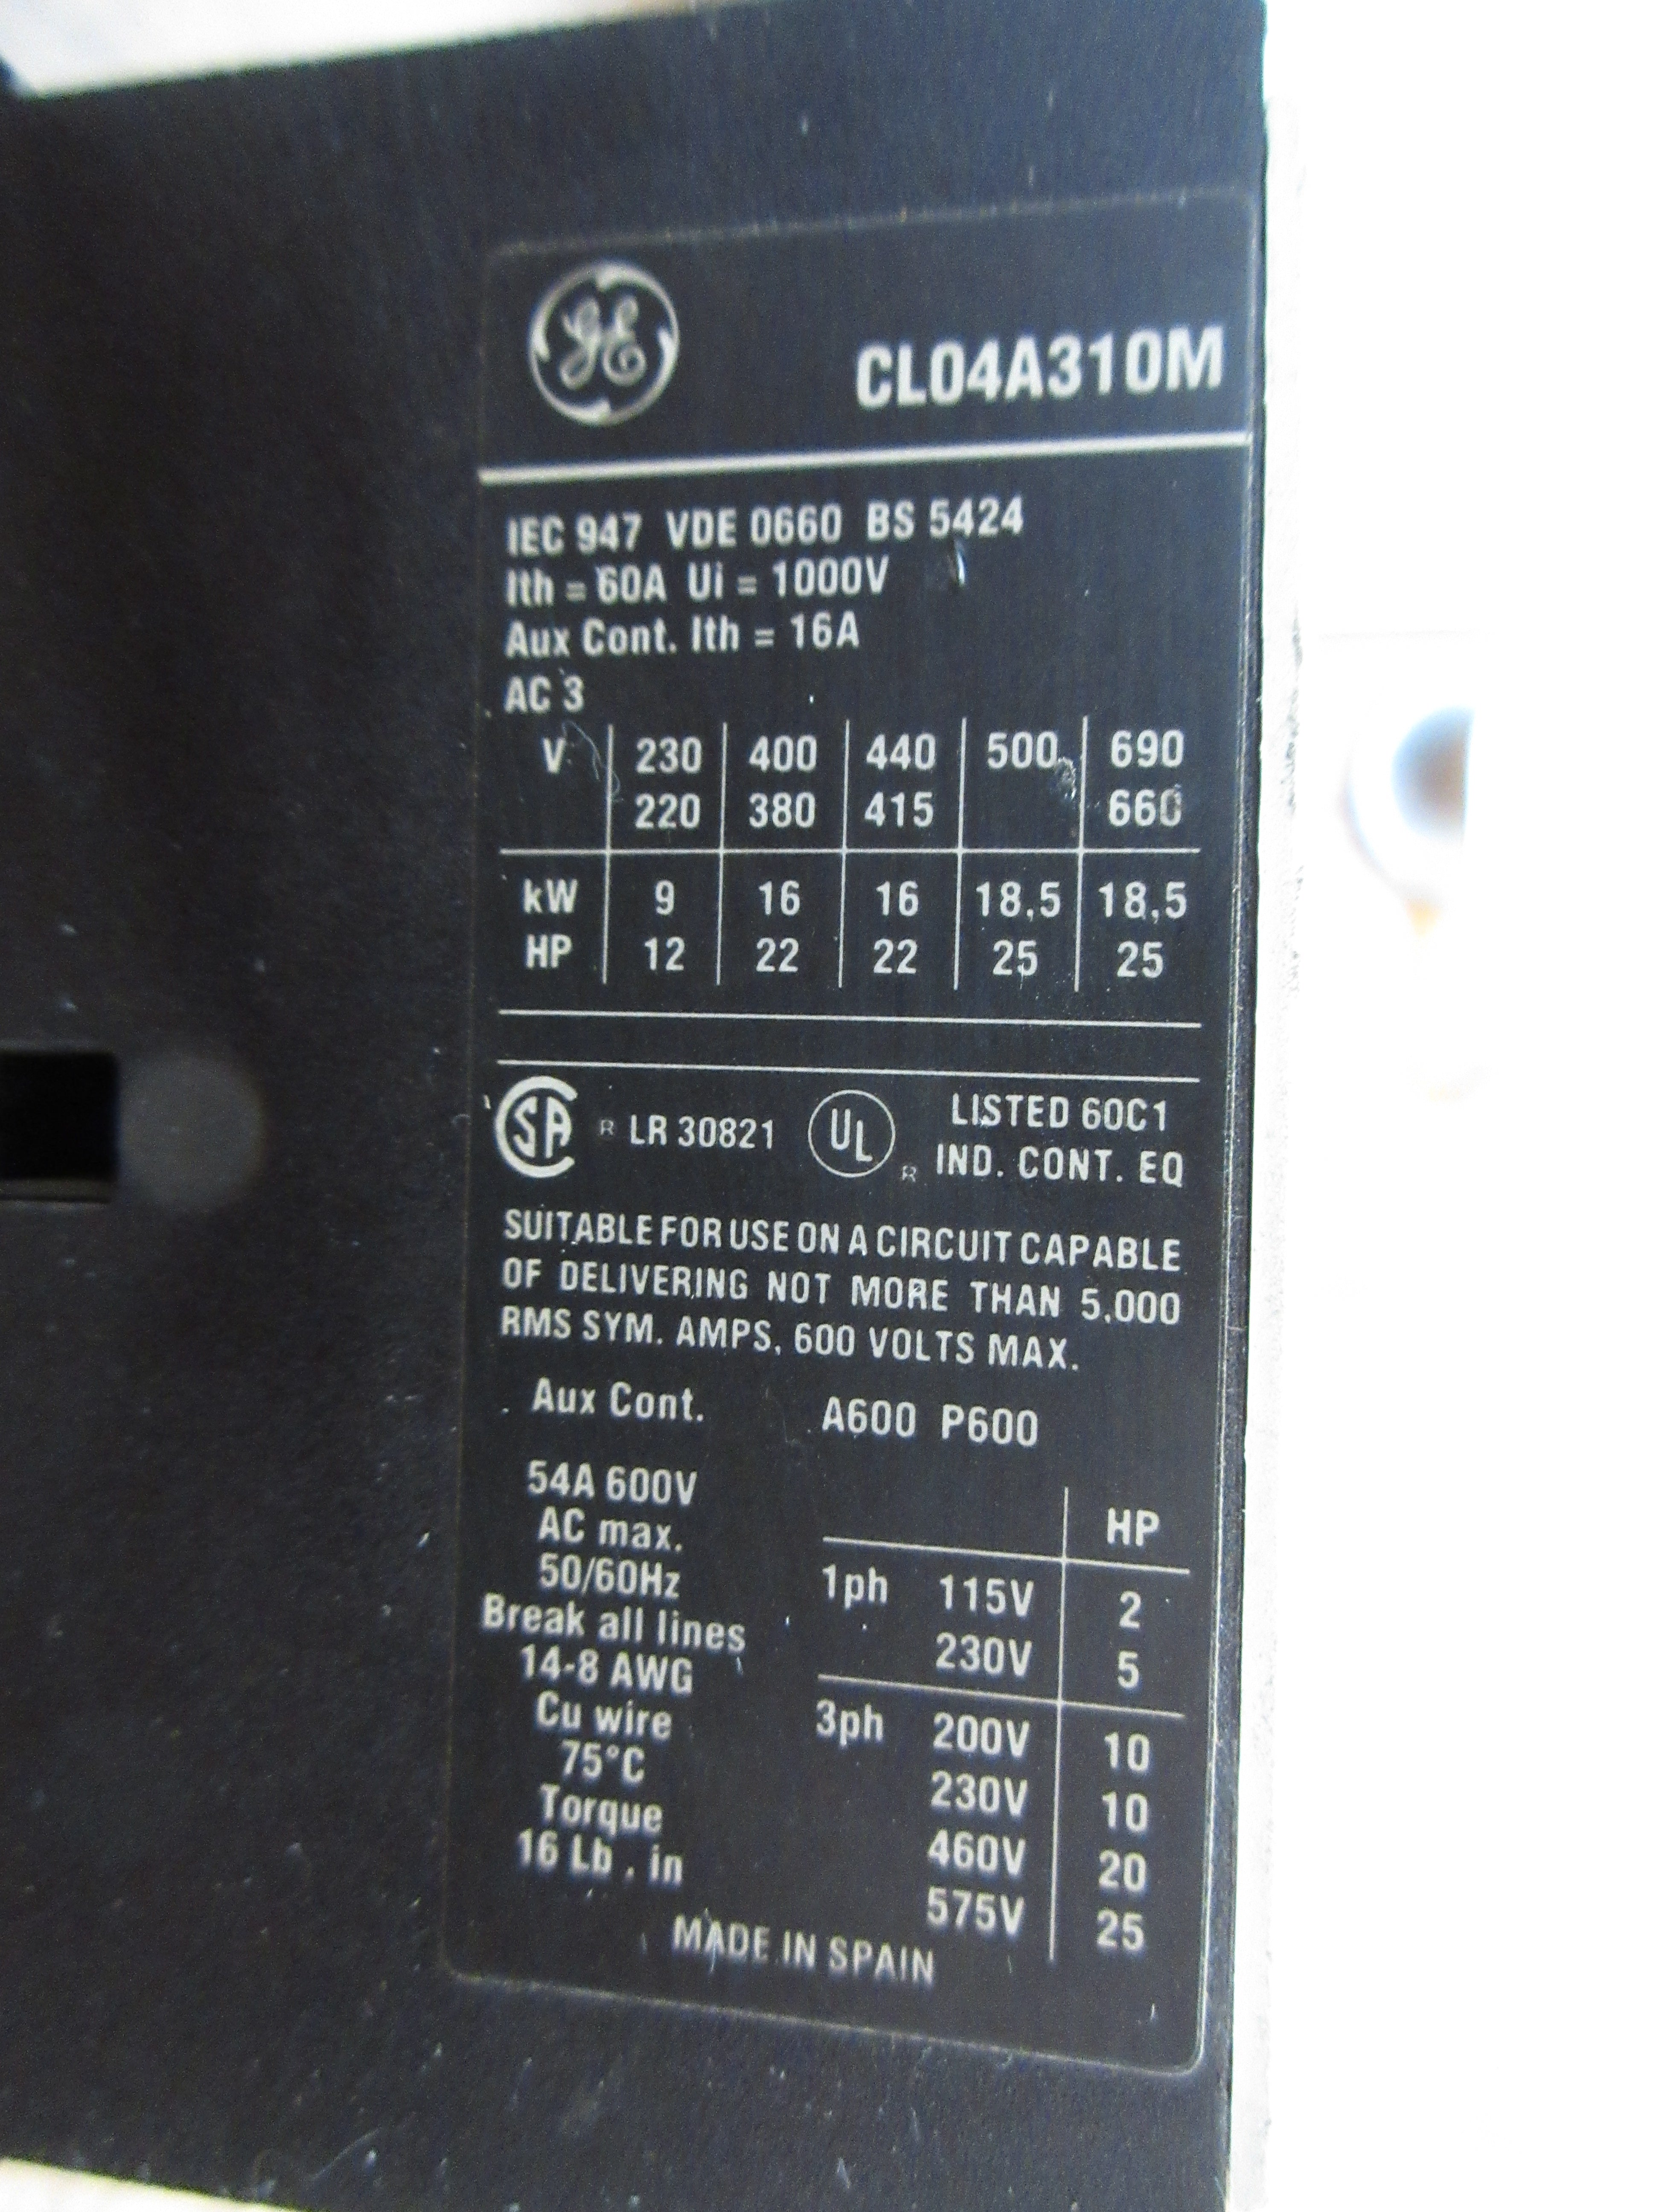 GE
CL04A310M
IEC 947 VDE 0660 BS 5424
Ith = 60A Ui = 1000V
Aux Cont. Ith = 16A
AC 3
V 230 400 440 500 690
220 380 415 660
kW 9 16 16 18,5 18,5
HP 12 22 22 25 25
SA ® LR 30821 UL ® LISTED 60C1
IND. CONT. EQ
SUITABLE FOR USE ON A CIRCUIT CAPABLE
OF DELIVERING NOT MORE THAN 5,000
RMS SYM. AMPS, 600 VOLTS MAX.
Aux Cont. A600 P600
54A 600V
AC max.
50/60Hz
Break all lines
14-8 AWG
Cu wire
75°C
Torque
16 Lb . in
HP
1ph 115V 2
230V 5
3ph 200V 10
230V 10
460V 20
575V 25
MADE IN SPAIN